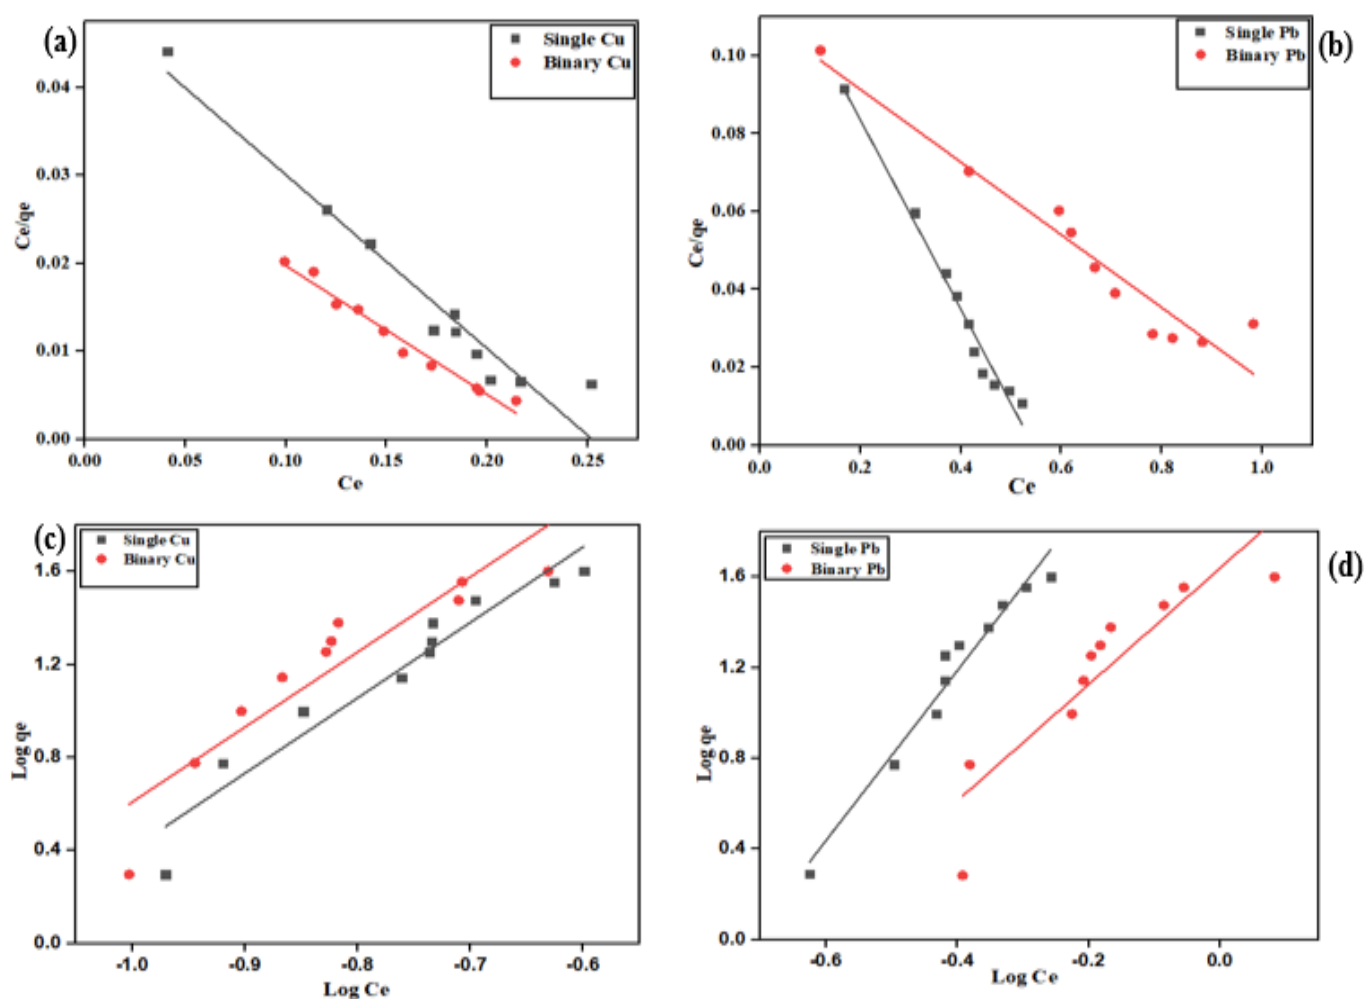 (a)
Single Cu
Binary Cu
0.04
0.03
0.02
0.01
0.00
Ce/qe
0.00 0.05 0.10 0.15 0.20 0.25
Ce
(b)
Single Pb
Binary Pb
0.10
0.08
0.06
0.04
0.02
0.00
Ce/qe
0.0 0.2 0.4 0.6 0.8 1.0
Ce
(c)
Single Cu
Binary Cu
1.6
1.2
0.8
0.4
0.0
Log qe
-1.0 -0.9 -0.8 -0.7 -0.6
Log Ce
(d)
Single Pb
Binary Pb
1.6
1.2
0.8
0.4
0.0
Log qe
-0.6 -0.4 -0.2 0.0
Log Ce